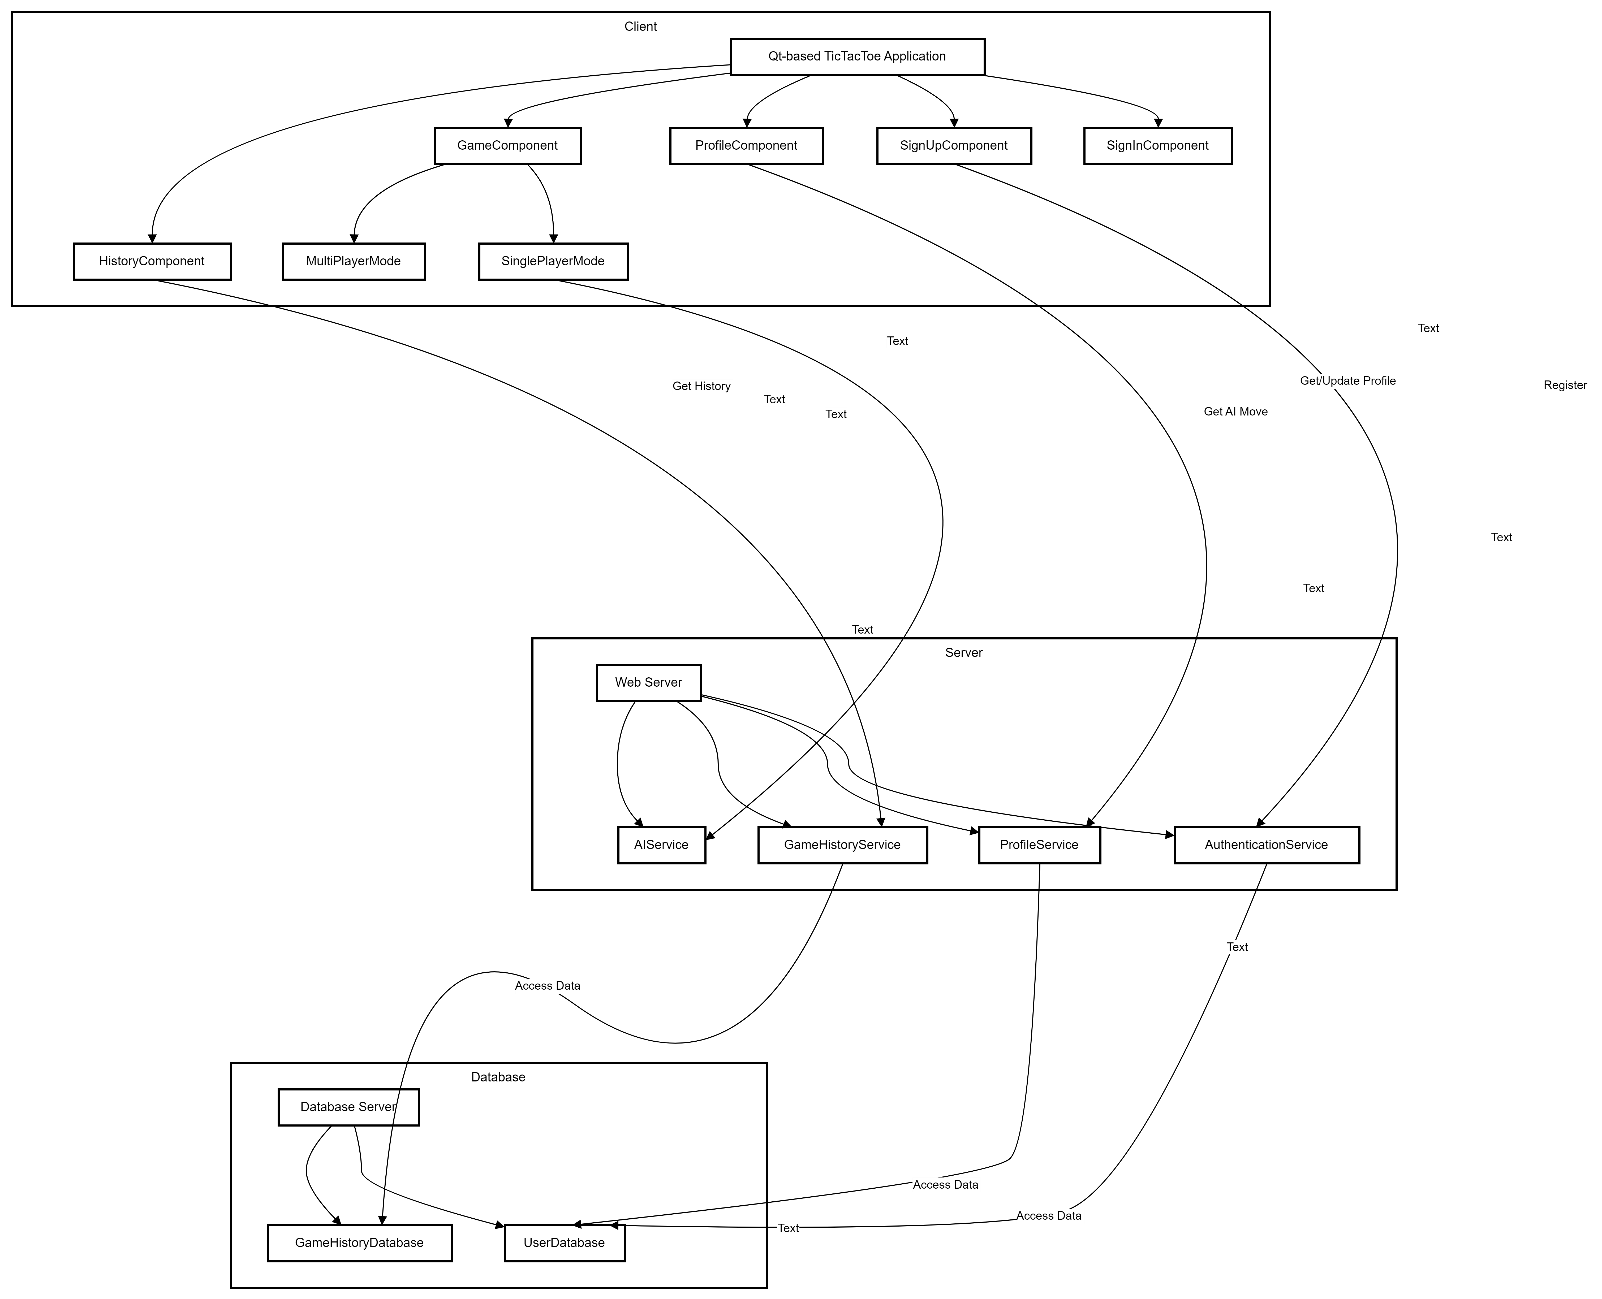 Client
Qt-based TicTacToe Application
GameComponent
ProfileComponent
SignUpComponent
SignInComponent
HistoryComponent
MultiPlayerMode
SinglePlayerMode
Text
Text
Get/Update Profile
Register
Get History
Text
Text
Get AI Move
Text
Text
Text
Server
Web Server
AIService
GameHistoryService
ProfileService
AuthenticationService
Text
Access Data
Database
Database Server
Access Data
Access Data
Text
GameHistoryDatabase
UserDatabase